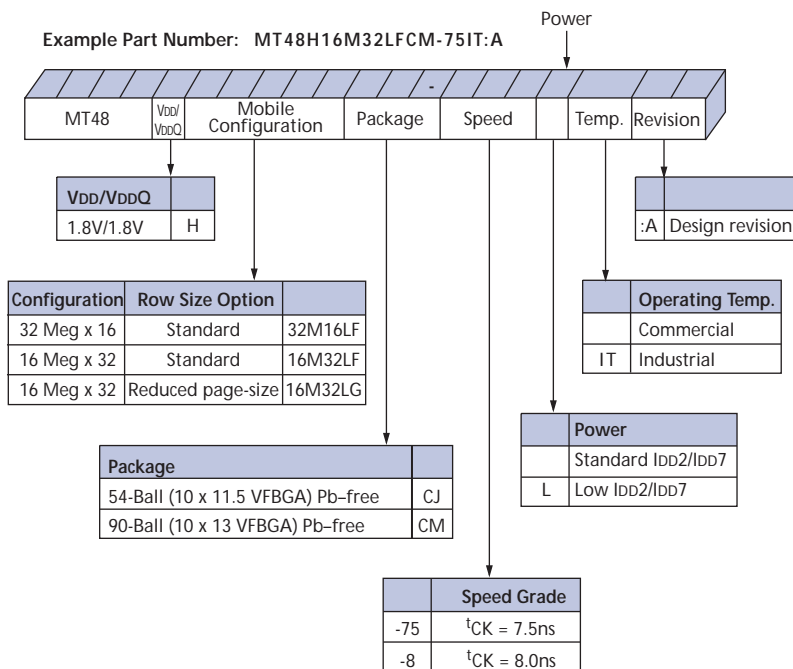 Power
Example Part Number: MT48H16M32LFCM-75IT:A
-
MT48
VDD/
VDDQ
Mobile
Configuration
Package
Speed
Temp.
Revision
VDD/VDDQ
1.8V/1.8V H
:A Design revision
Configuration Row Size Option
32 Meg x 16 Standard 32M16LF
16 Meg x 32 Standard 16M32LF
16 Meg x 32 Reduced page-size 16M32LG
Operating Temp.
Commercial
IT Industrial
Power
Standard IDD2/IDD7
L Low IDD2/IDD7
Package
54-Ball (10 x 11.5 VFBGA) Pb–free CJ
90-Ball (10 x 13 VFBGA) Pb–free CM
Speed Grade
-75 tCK = 7.5ns
-8 tCK = 8.0ns